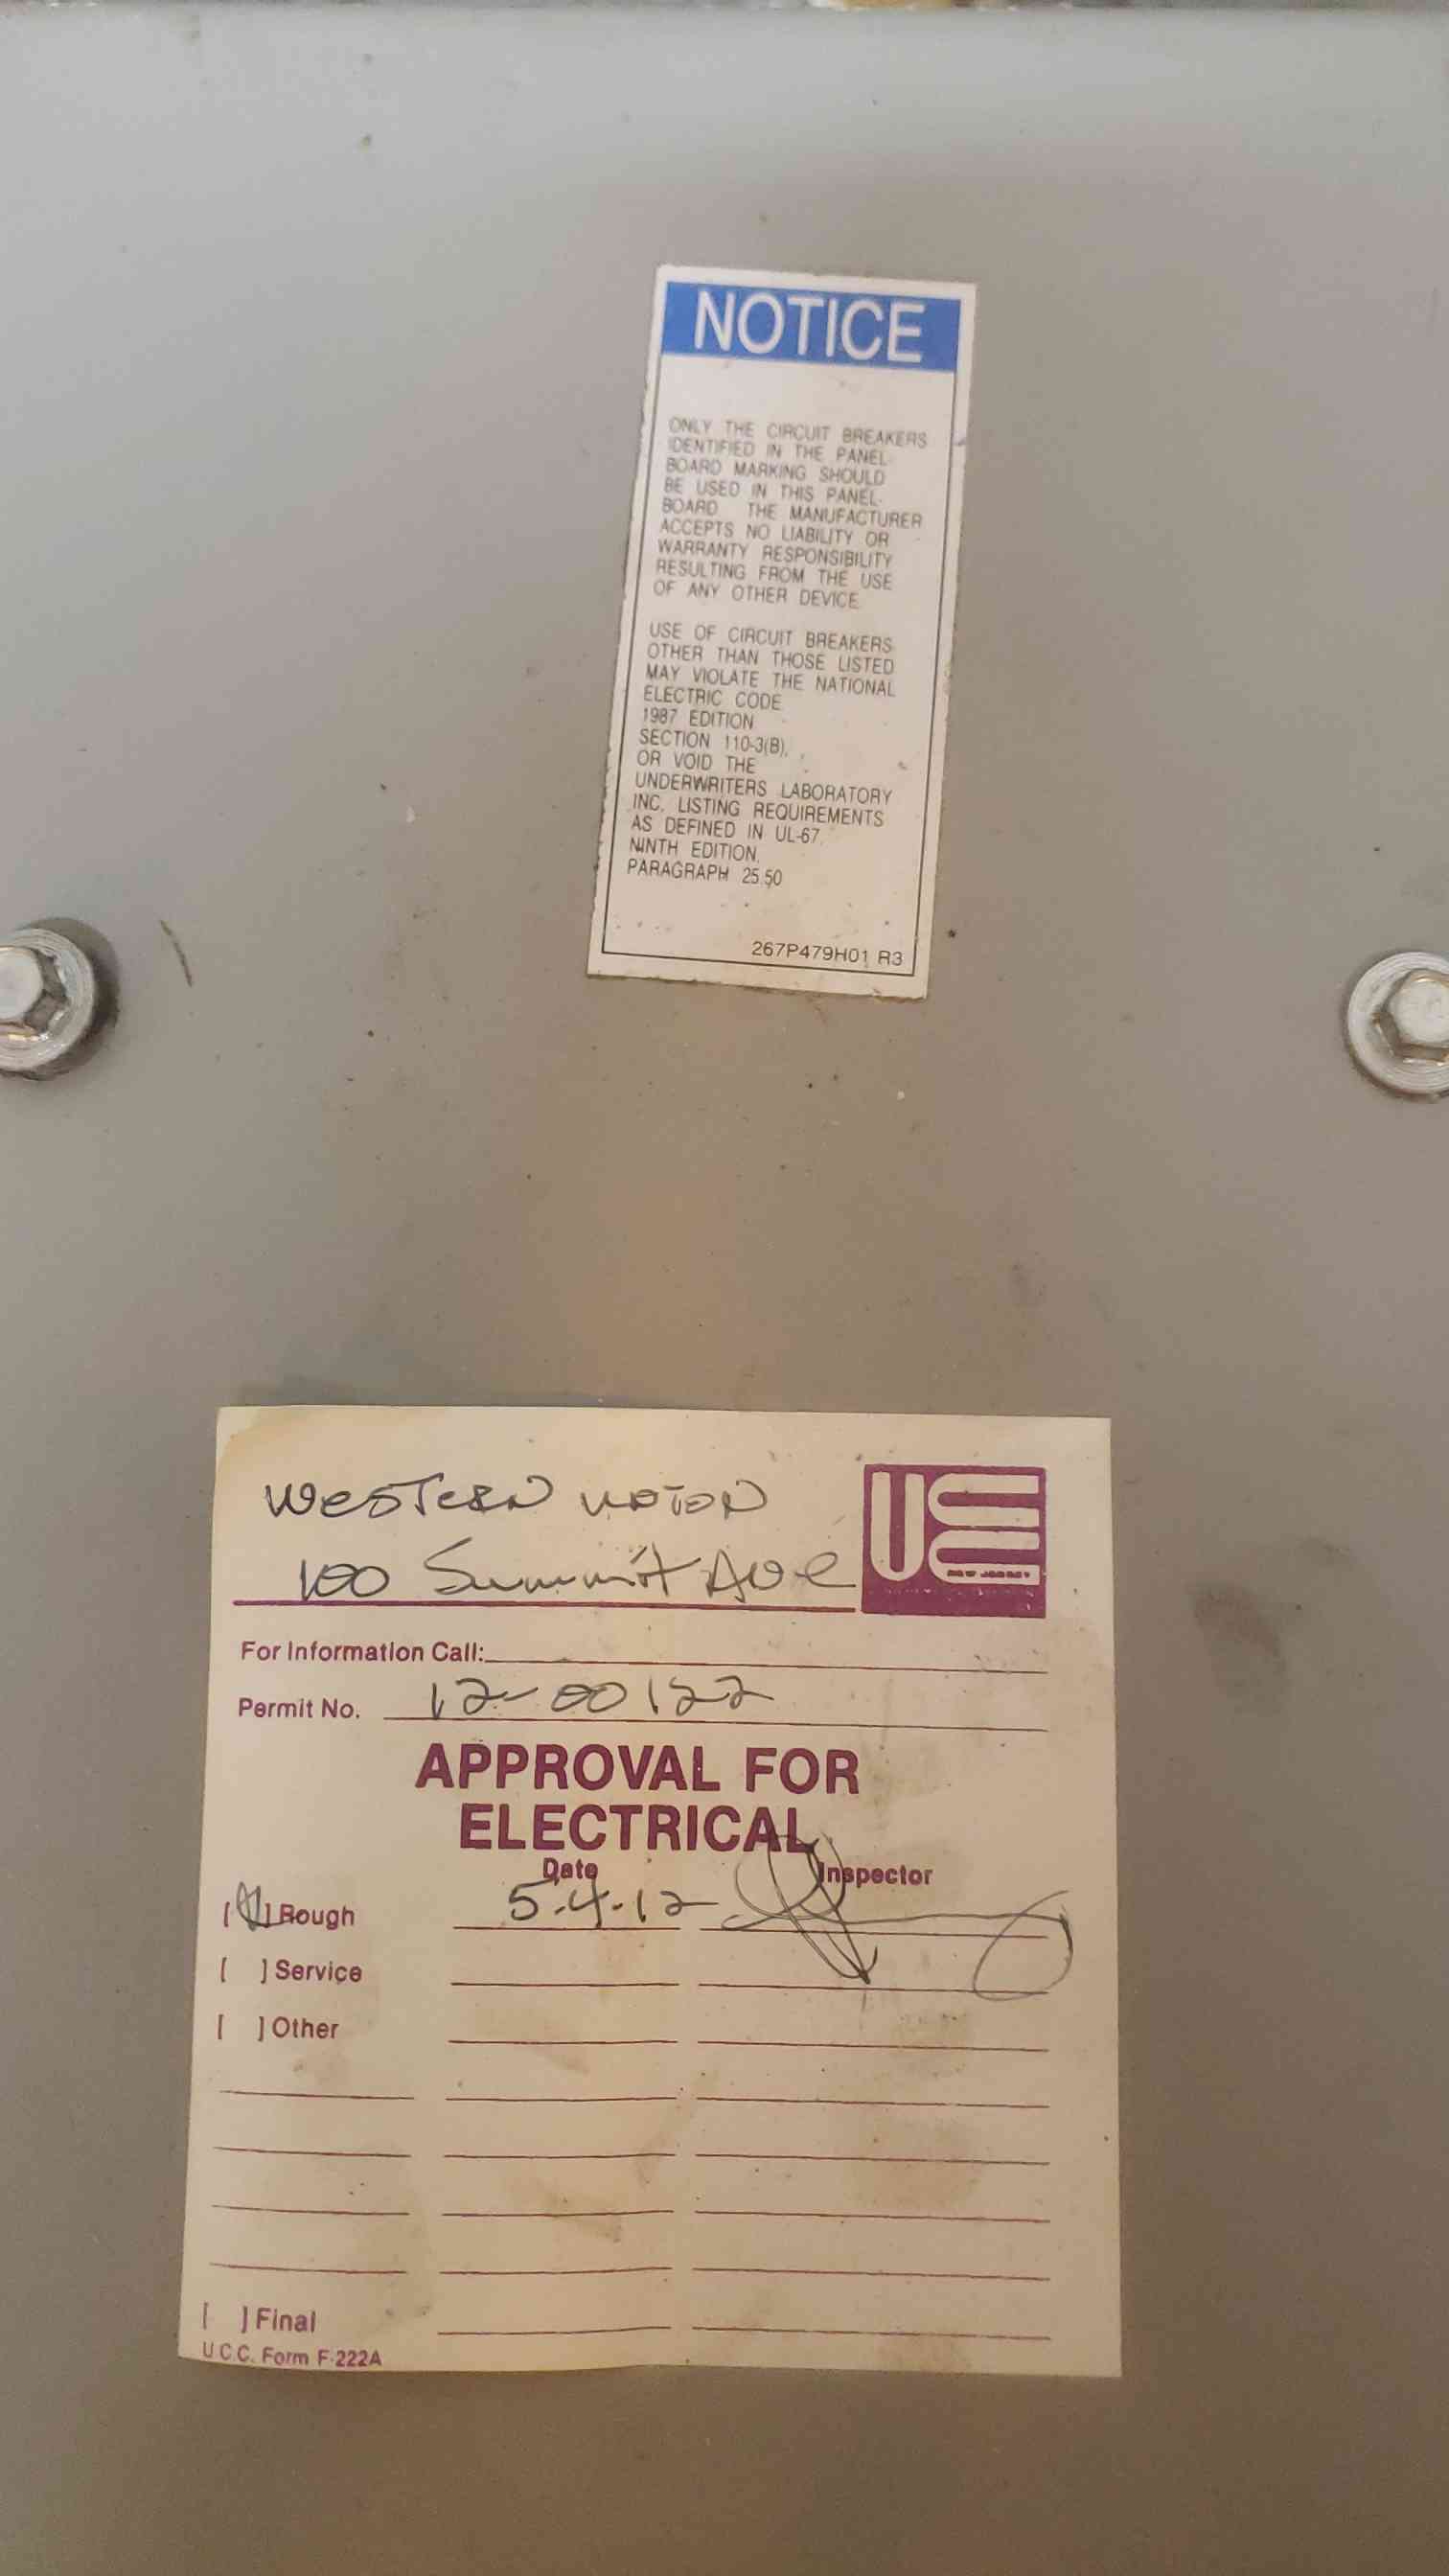 NOTICE
ONLY THE CIRCUIT BREAKERS
IDENTIFIED IN THE PANEL-
BOARD MARKING SHOULD
BE USED IN THIS PANEL-
BOARD THE MANUFACTURER
ACCEPTS NO LIABILITY OR
WARRANTY RESPONSIBILITY
RESULTING FROM THE USE
OF ANY OTHER DEVICE
USE OF CIRCUIT BREAKERS
OTHER THAN THOSE LISTED
MAY VIOLATE THE NATIONAL
ELECTRIC CODE
1987 EDITION
SECTION 110-3(B),
OR VOID THE
UNDERWRITERS LABORATORY
INC. LISTING REQUIREMENTS
AS DEFINED IN UL-67,
NINTH EDITION,
PARAGRAPH 25.50
267P479H01 R3
Western Union
100 Summit Ave
UCC
NEW JERSEY
For Information Call:
Permit No. 12-00122
APPROVAL FOR
ELECTRICAL
Date Inspector
[ ] Rough 5-4-12
[ ] Service
[ ] Other
[ ] Final
U.C.C. Form F-222A